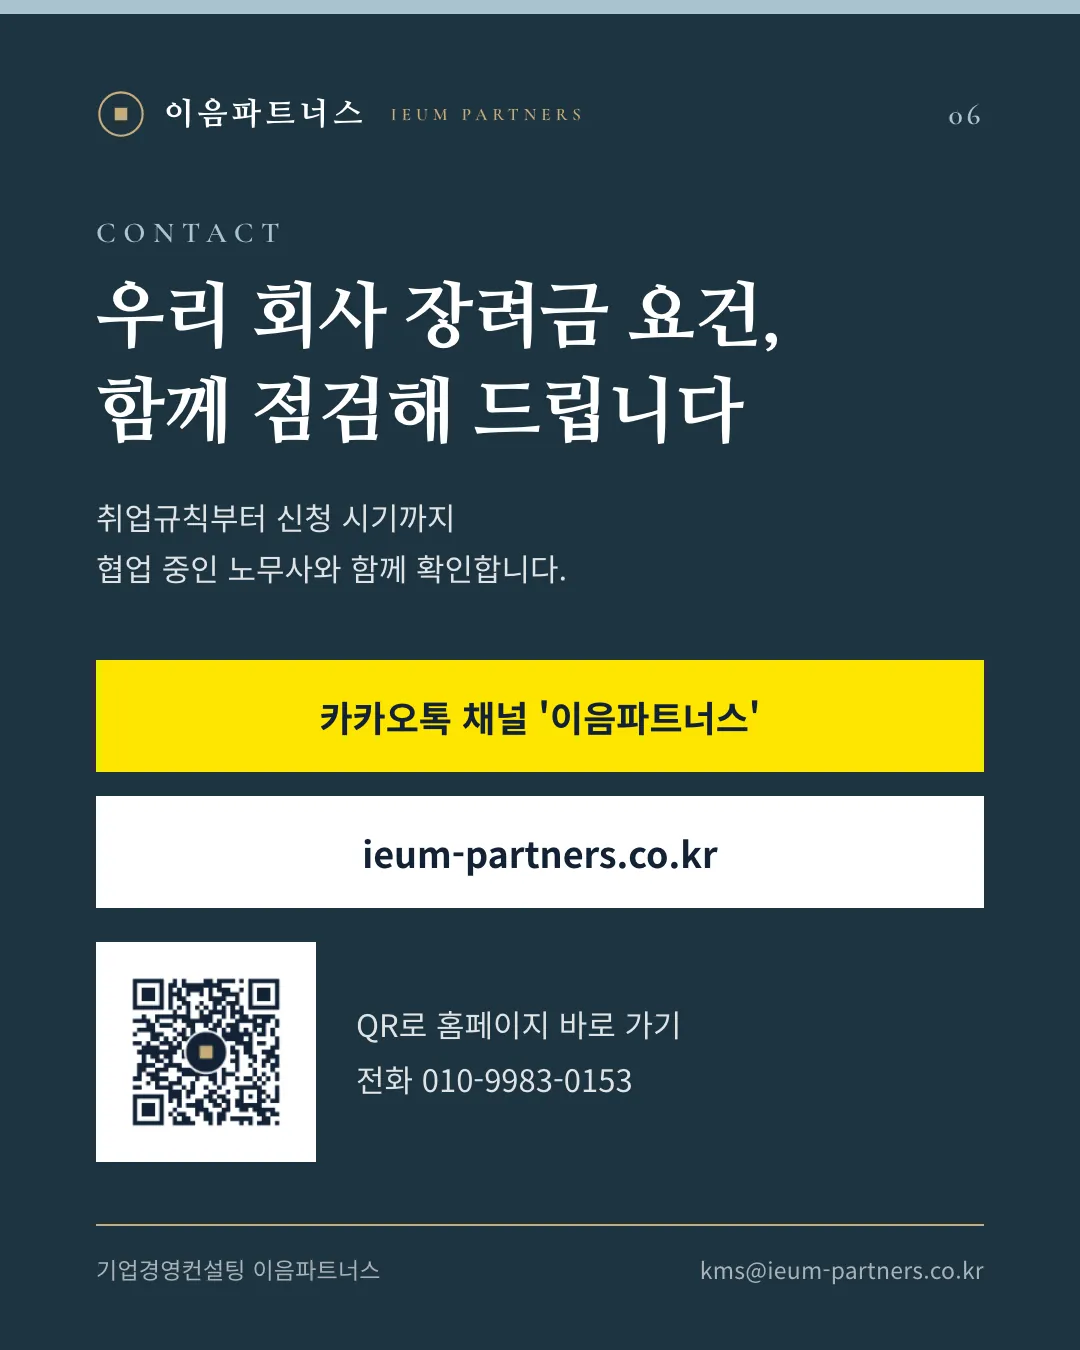 이음파트너스 IEUM PARTNERS 06
CONTACT
우리 회사 장려금 요건,
함께 점검해 드립니다
취업규칙부터 신청 시기까지
협업 중인 노무사와 함께 확인합니다.
카카오톡 채널 '이음파트너스'
ieum-partners.co.kr
QR로 홈페이지 바로 가기
전화 010-9983-0153
기업경영컨설팅 이음파트너스 kms@ieum-partners.co.kr